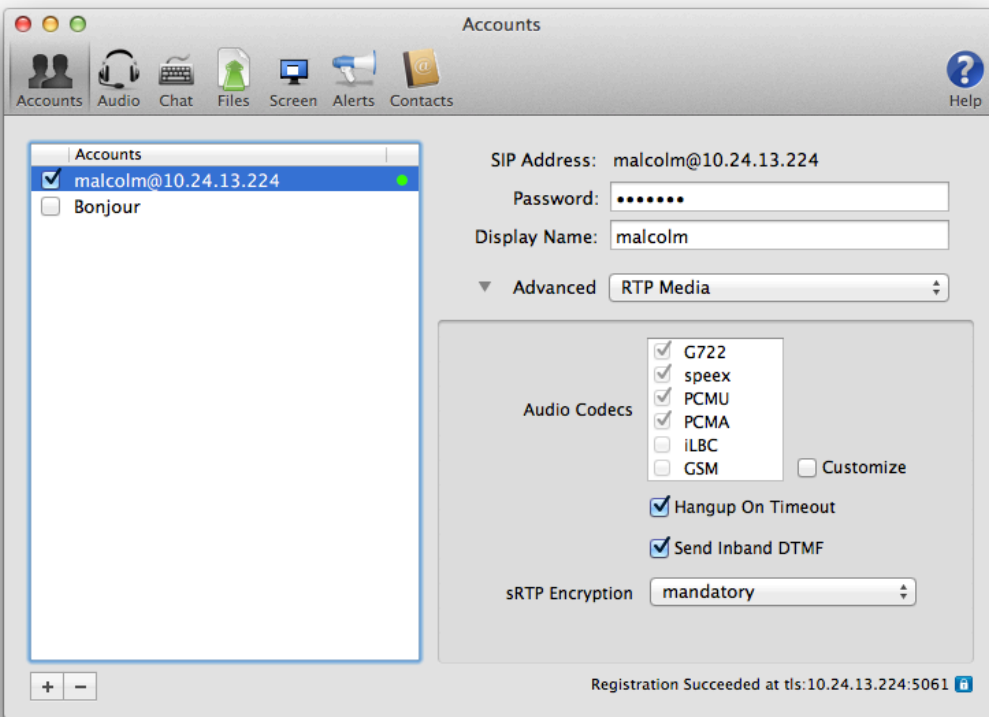 Accounts
Accounts Audio Chat Files Screen Alerts Contacts Help
Accounts
malcolm@10.24.13.224
Bonjour
SIP Address: malcolm@10.24.13.224
Password: •••••••
Display Name: malcolm
Advanced RTP Media
Audio Codecs
G722
speex
PCMU
PCMA
iLBC
GSM
Customize
Hangup On Timeout
Send Inband DTMF
sRTP Encryption mandatory
+ −
Registration Succeeded at tls:10.24.13.224:5061